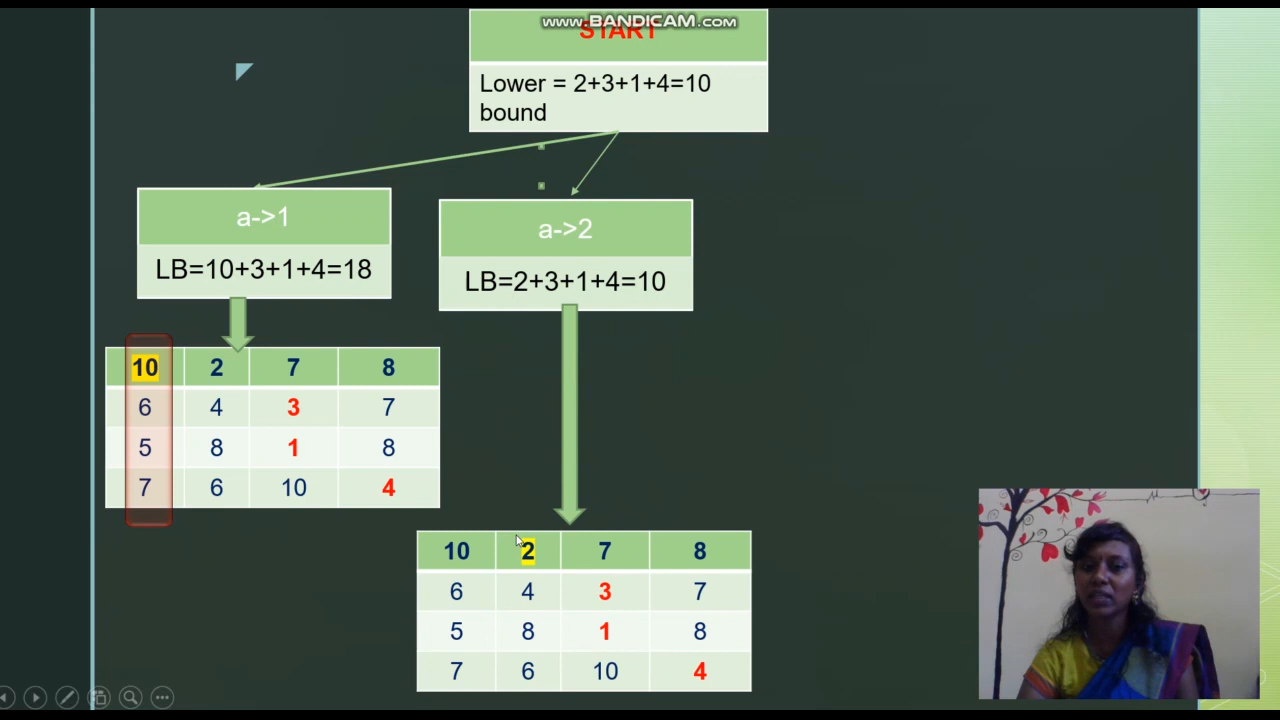 www.BANDICAM.com
START
Lower = 2+3+1+4=10
bound
a->1
LB=10+3+1+4=18
a->2
LB=2+3+1+4=10
10 2 7 8
6 4 3 7
5 8 1 8
7 6 10 4
10 2 7 8
6 4 3 7
5 8 1 8
7 6 10 4